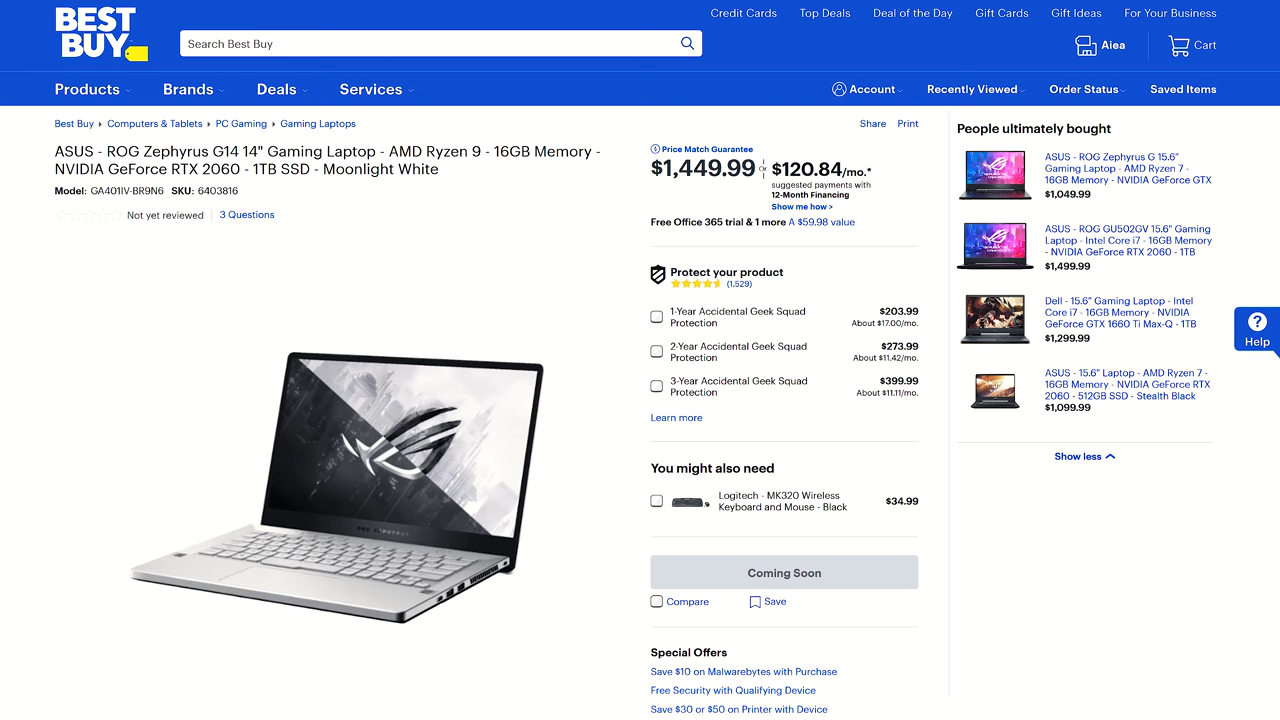 BEST
BUY
Credit Cards
Top Deals
Deal of the Day
Gift Cards
Gift Ideas
For Your Business
Search Best Buy
Aiea
Cart
Products
Brands
Deals
Services
Account
Recently Viewed
Order Status
Saved Items
Best Buy
Computers & Tablets
PC Gaming
Gaming Laptops
Share
Print
ASUS - ROG Zephyrus G14 14" Gaming Laptop - AMD Ryzen 9 - 16GB Memory -
NVIDIA GeForce RTX 2060 - 1TB SSD - Moonlight White
Model: GA401IV-BR9N6 SKU: 6403816
Not yet reviewed
3 Questions
Price Match Guarantee
$1,449.99
Or
$120.84/mo.*
suggested payments with
12-Month Financing
Show me how >
Free Office 365 trial & 1 more A $59.98 value
Protect your product
(1,529)
1-Year Accidental Geek Squad
Protection
$203.99
About $17.00/mo.
2-Year Accidental Geek Squad
Protection
$273.99
About $11.42/mo.
3-Year Accidental Geek Squad
Protection
$399.99
About $11.11/mo.
Learn more
You might also need
Logitech - MK320 Wireless
Keyboard and Mouse - Black
$34.99
Coming Soon
Compare
Save
Special Offers
Save $10 on Malwarebytes with Purchase
Free Security with Qualifying Device
Save $30 or $50 on Printer with Device
People ultimately bought
ASUS - ROG Zephyrus G 15.6"
Gaming Laptop - AMD Ryzen 7 -
16GB Memory - NVIDIA GeForce GTX
$1,049.99
ASUS - ROG GU502GV 15.6" Gaming
Laptop - Intel Core i7 - 16GB Memory
- NVIDIA GeForce RTX 2060 - 1TB
$1,499.99
Dell - 15.6" Gaming Laptop - Intel
Core i7 - 16GB Memory - NVIDIA
GeForce GTX 1660 Ti Max-Q - 1TB
$1,299.99
ASUS - 15.6" Laptop - AMD Ryzen 7 -
16GB Memory - NVIDIA GeForce RTX
2060 - 512GB SSD - Stealth Black
$1,099.99
Show less
?
Help